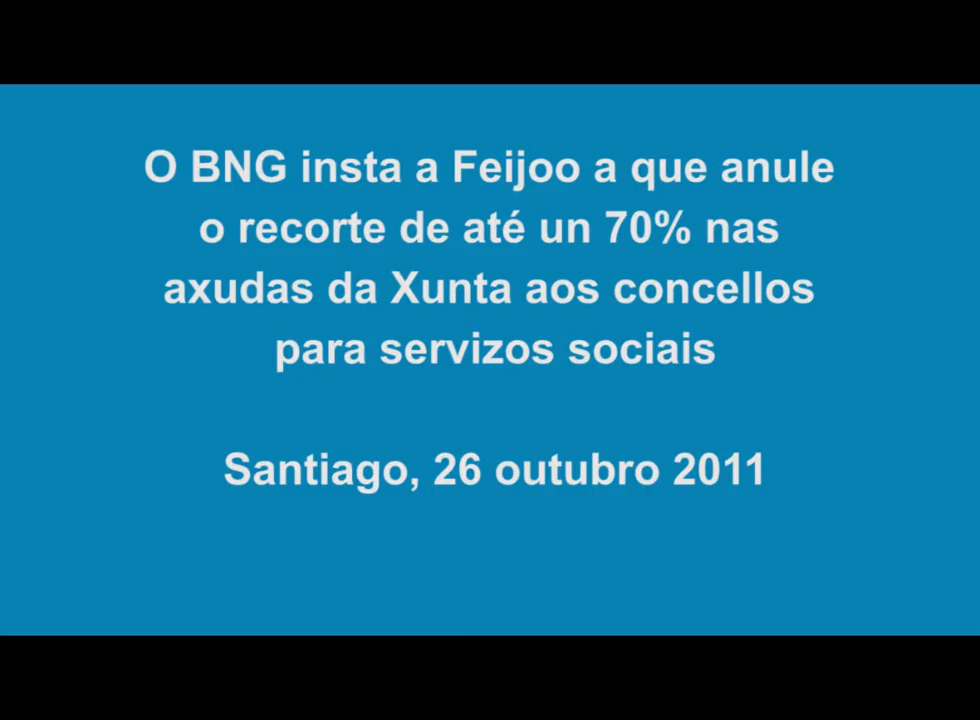 O BNG insta a Feijoo a que anule
o recorte de até un 70% nas
axudas da Xunta aos concellos
para servizos sociais
Santiago, 26 outubro 2011